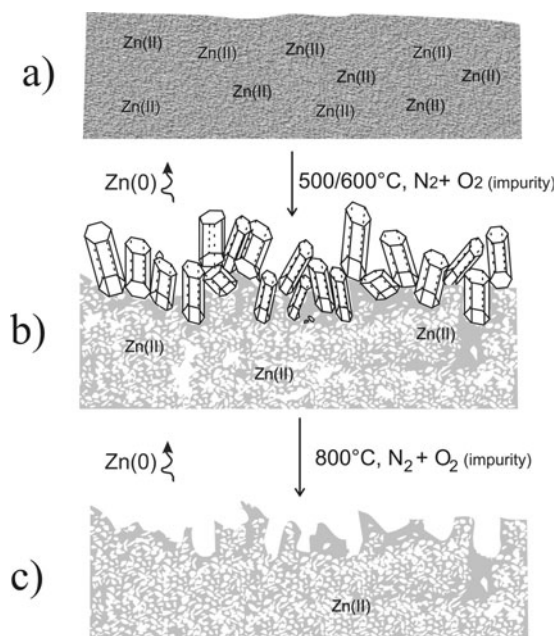 a)
Zn(II) Zn(II) Zn(II) Zn(II)
Zn(II) Zn(II) Zn(II)
Zn(II) Zn(II) Zn(II)
Zn(0) 500/600°C, N2+ O2 (impurity)
b)
Zn(II) Zn(II)
Zn(II)
Zn(0) 800°C, N₂ + O₂ (impurity)
c)
Zn(II)